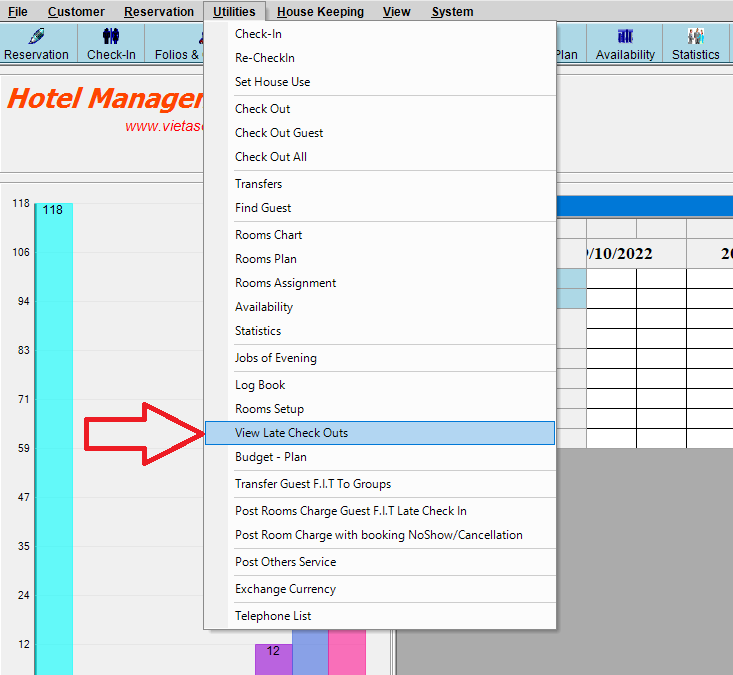 File Customer Reservation Utilities House Keeping View System
Reservation Check-In Folios & Plan Availability Statistics
Hotel Manager
www.vietas
Check-In
Re-CheckIn
Set House Use
Check Out
Check Out Guest
Check Out All
Transfers
Find Guest
Rooms Chart
Rooms Plan
Rooms Assignment
Availability
Statistics
Jobs of Evening
Log Book
Rooms Setup
View Late Check Outs
Budget - Plan
Transfer Guest F.I.T To Groups
Post Rooms Charge Guest F.I.T Late Check In
Post Room Charge with booking NoShow/Cancellation
Post Others Service
Exchange Currency
Telephone List
118
118
106
94
83
71
59
47
35
24
12
12
/10/2022
20